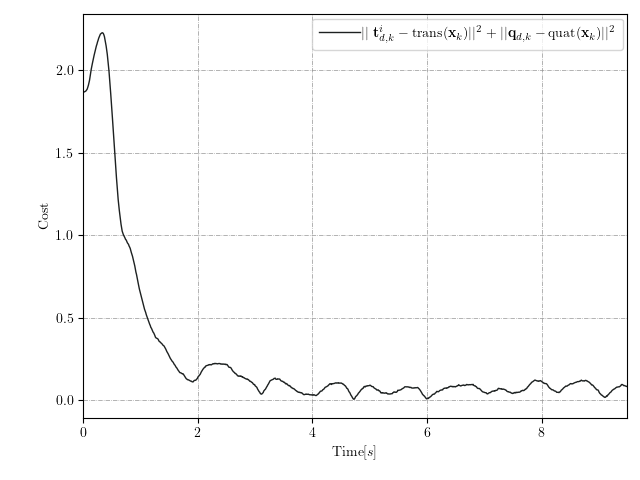 || t^i_{d,k} − trans(x_k)||^2 + ||q_{d,k} − quat(x_k)||^2
2.0
1.5
1.0
0.5
0.0
Cost
0 2 4 6 8
Time[s]